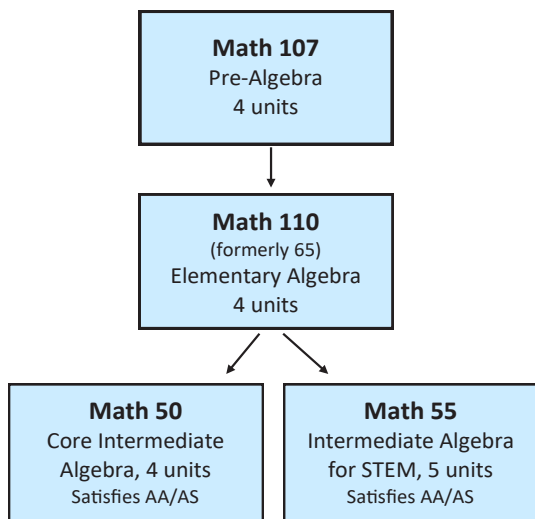 Math 107
Pre-Algebra
4 units
Math 110
(formerly 65)
Elementary Algebra
4 units
Math 50
Core Intermediate
Algebra, 4 units
Satisfies AA/AS
Math 55
Intermediate Algebra
for STEM, 5 units
Satisfies AA/AS